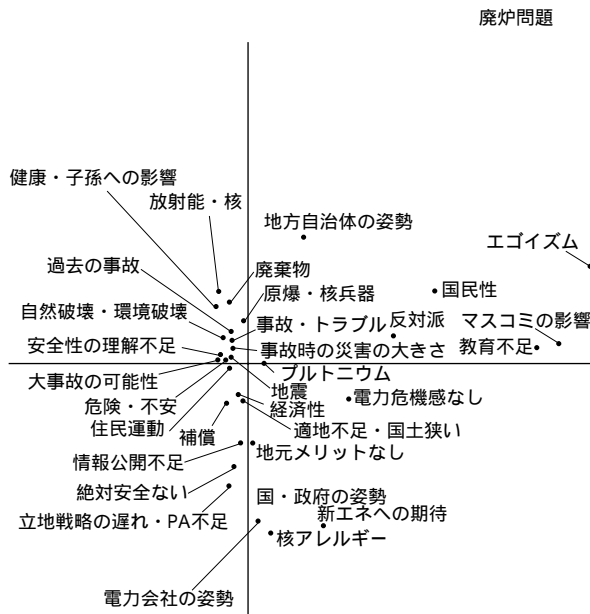 廃炉問題
健康・子孫への影響
放射能・核
地方自治体の姿勢
エゴイズム
過去の事故
廃棄物
原爆・核兵器
国民性
自然破壊・環境破壊
事故・トラブル
反対派
マスコミの影響
安全性の理解不足
事故時の災害の大きさ
教育不足
大事故の可能性
プルトニウム
地震
危険・不安
経済性
電力危機感なし
住民運動
補償
適地不足・国土狭い
情報公開不足
地元メリットなし
絶対安全ない
国・政府の姿勢
立地戦略の遅れ・PA不足
新エネへの期待
核アレルギー
電力会社の姿勢